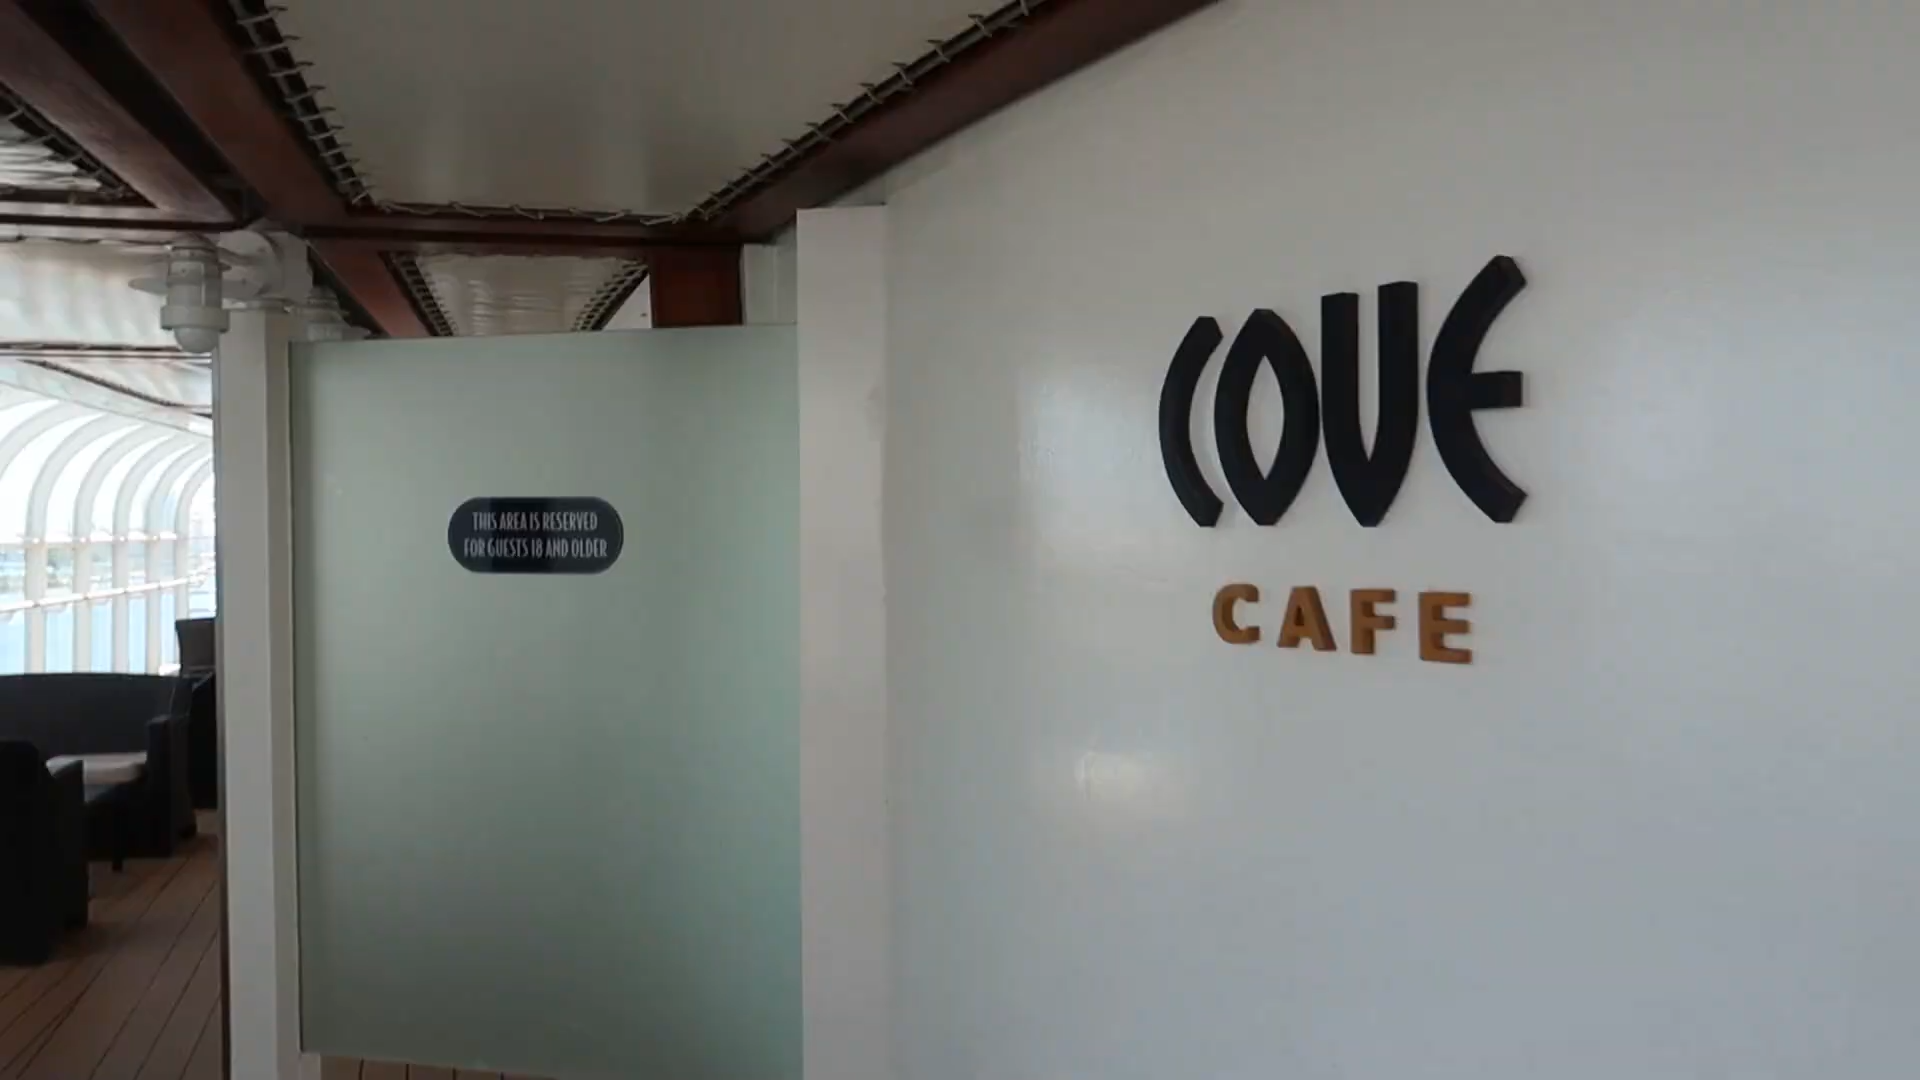 THIS AREA IS RESERVED
FOR GUESTS 18 AND OLDER
COVE
CAFE